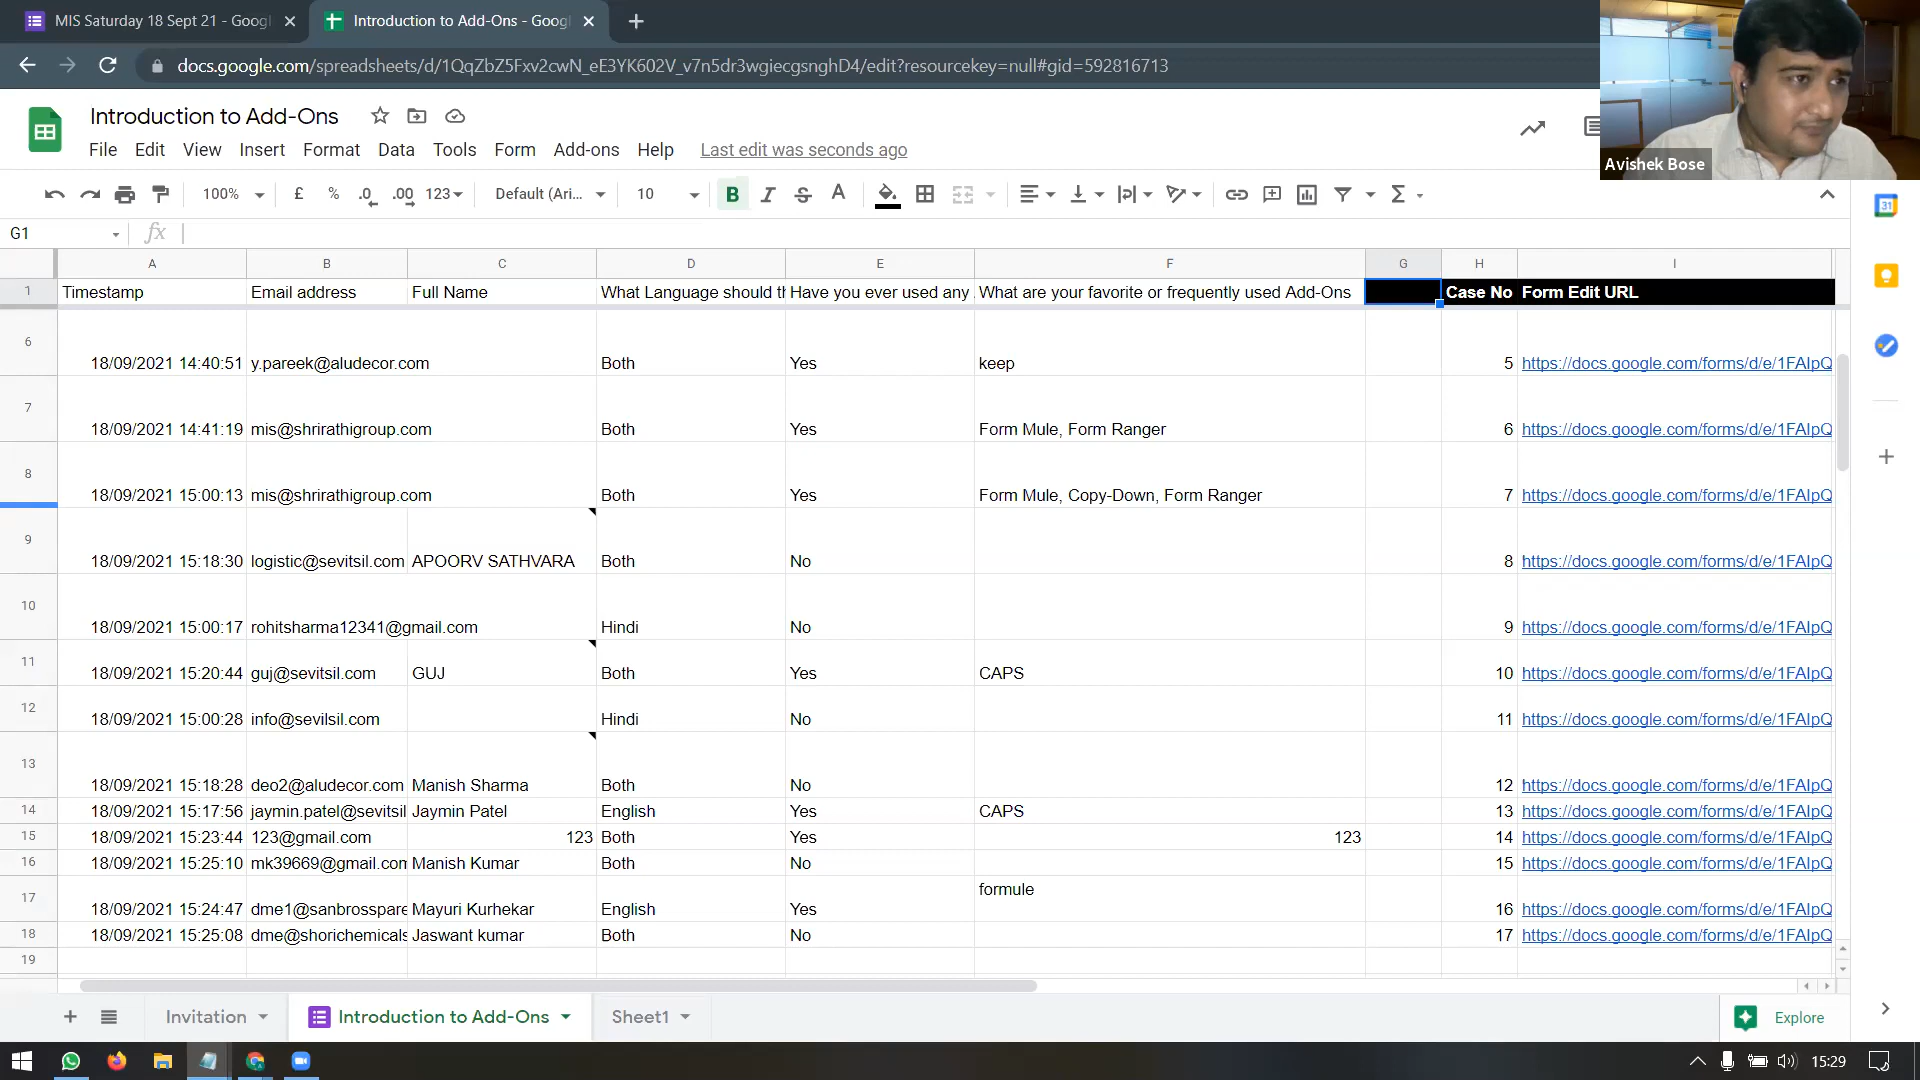 MIS Saturday 18 Sept 21 - Googl
Introduction to Add-Ons - Goog
docs.google.com/spreadsheets/d/1QqZbZ5Fxv2cwN_eE3YK602V_v7n5dr3wgiecgsnghD4/edit?resourcekey=null#gid=592816713
Introduction to Add-Ons
File Edit View Insert Format Data Tools Form Add-ons Help Last edit was seconds ago
Avishek Bose
100% £ % .0 .00 123 Default (Ari... 10 B I S A Σ
31
G1 fx
A B C D E F G H I
1 Timestamp Email address Full Name What Language should th Have you ever used any What are your favorite or frequently used Add-Ons Case No Form Edit URL
6 18/09/2021 14:40:51 y.pareek@aludecor.com Both Yes keep 5 https://docs.google.com/forms/d/e/1FAIpQ
7 18/09/2021 14:41:19 mis@shrirathigroup.com Both Yes Form Mule, Form Ranger 6 https://docs.google.com/forms/d/e/1FAIpQ
8 18/09/2021 15:00:13 mis@shrirathigroup.com Both Yes Form Mule, Copy-Down, Form Ranger 7 https://docs.google.com/forms/d/e/1FAIpQ
9 18/09/2021 15:18:30 logistic@sevitsil.com APOORV SATHVARA Both No 8 https://docs.google.com/forms/d/e/1FAIpQ
10 18/09/2021 15:00:17 rohitsharma12341@gmail.com Hindi No 9 https://docs.google.com/forms/d/e/1FAIpQ
11 18/09/2021 15:20:44 guj@sevitsil.com GUJ Both Yes CAPS 10 https://docs.google.com/forms/d/e/1FAIpQ
12 18/09/2021 15:00:28 info@sevilsil.com Hindi No 11 https://docs.google.com/forms/d/e/1FAIpQ
13 18/09/2021 15:18:28 deo2@aludecor.com Manish Sharma Both No 12 https://docs.google.com/forms/d/e/1FAIpQ
14 18/09/2021 15:17:56 jaymin.patel@sevitsil Jaymin Patel English Yes CAPS 13 https://docs.google.com/forms/d/e/1FAIpQ
15 18/09/2021 15:23:44 123@gmail.com 123 Both Yes 123 14 https://docs.google.com/forms/d/e/1FAIpQ
16 18/09/2021 15:25:10 mk39669@gmail.com Manish Kumar Both No 15 https://docs.google.com/forms/d/e/1FAIpQ
17 18/09/2021 15:24:47 dme1@sanbrosspare Mayuri Kurhekar English Yes formule 16 https://docs.google.com/forms/d/e/1FAIpQ
18 18/09/2021 15:25:08 dme@shorichemicals Jaswant kumar Both No 17 https://docs.google.com/forms/d/e/1FAIpQ
19
Invitation Introduction to Add-Ons Sheet1 Explore
15:29